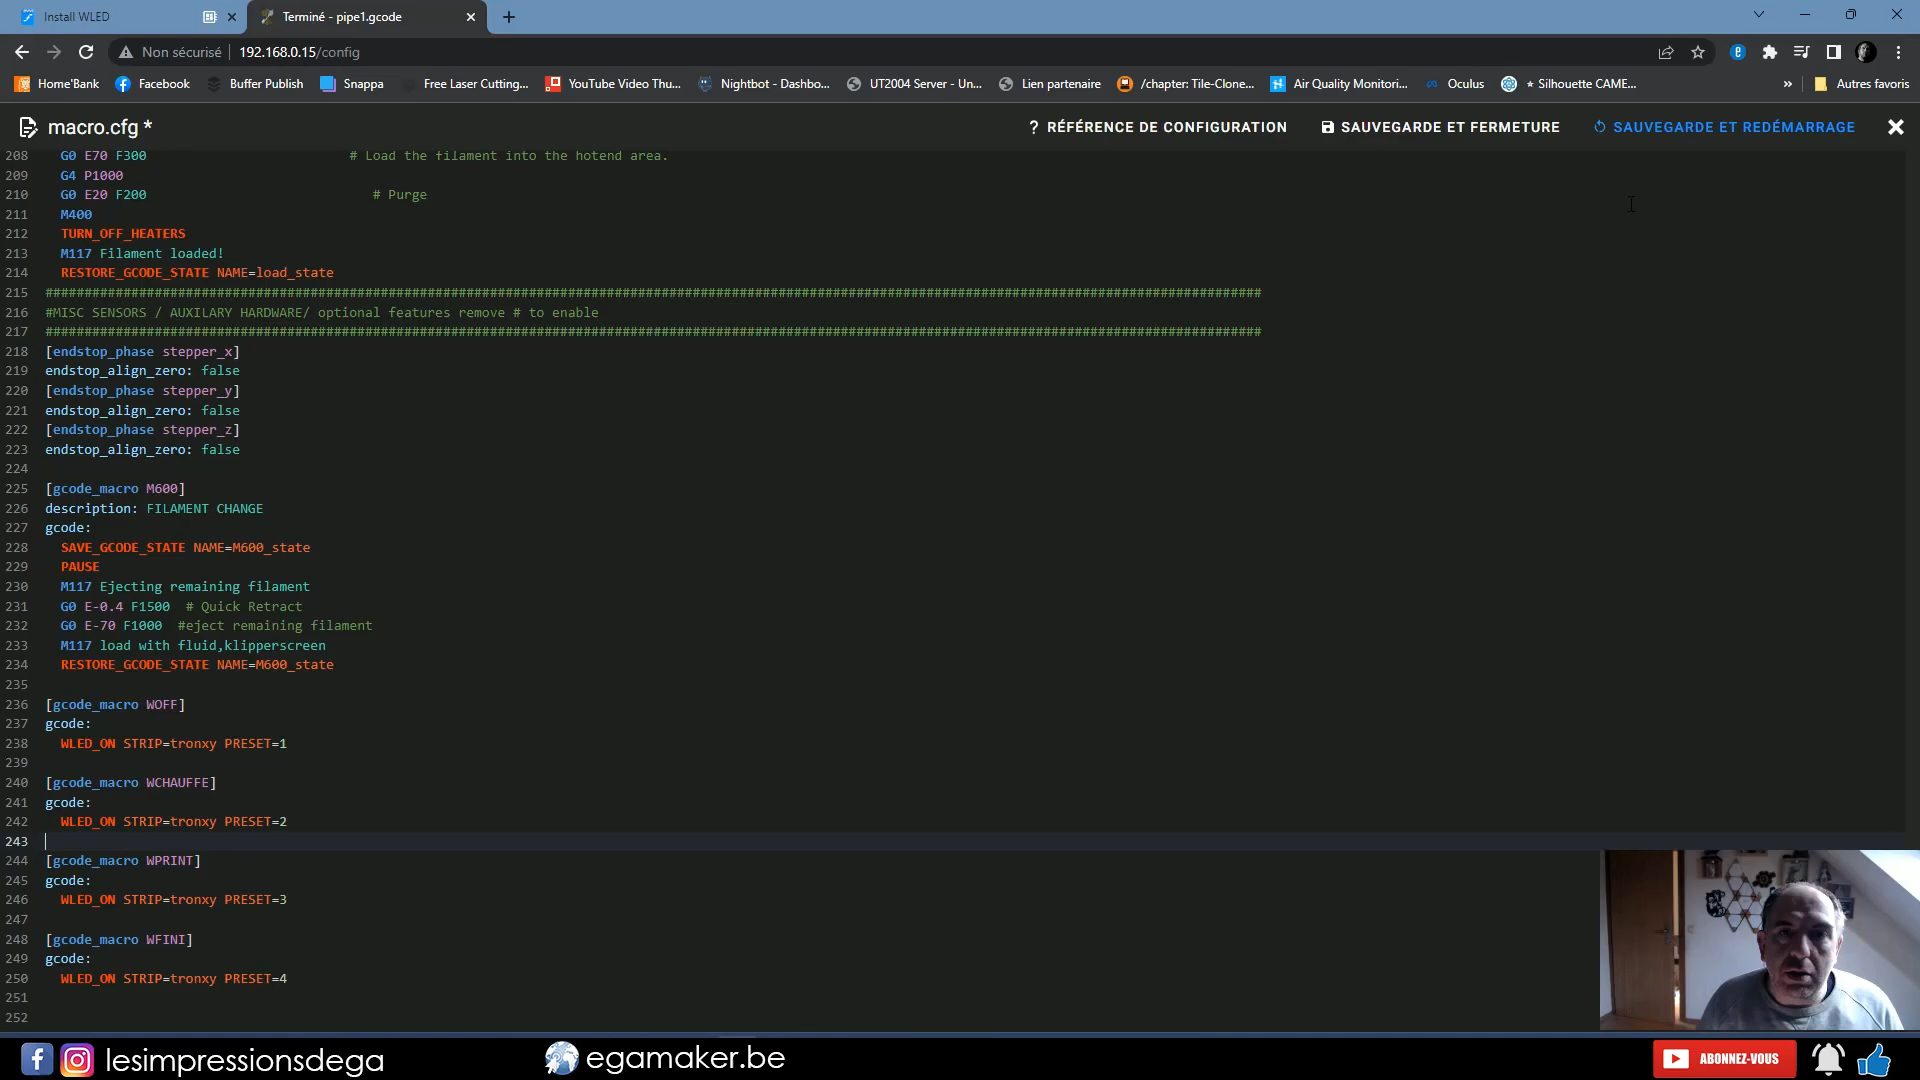 Install WLED
Terminé - pipe1.gcode
Non sécurisé
192.168.0.15/config
Home'Bank
Facebook
Buffer Publish
Snappa
Free Laser Cutting...
YouTube Video Thu...
Nightbot - Dashbo...
UT2004 Server - Un...
Lien partenaire
/chapter: Tile-Clone...
Air Quality Monitori...
Oculus
★ Silhouette CAME...
»
Autres favoris
macro.cfg *
? RÉFÉRENCE DE CONFIGURATION
SAUVEGARDE ET FERMETURE
SAUVEGARDE ET REDÉMARRAGE
208 G0 E70 F300 # Load the filament into the hotend area.
209 G4 P1000
210 G0 E20 F200 # Purge
211 M400
212 TURN_OFF_HEATERS
213 M117 Filament loaded!
214 RESTORE_GCODE_STATE NAME=load_state
215 ############################################################################################################################################################
216 #MISC SENSORS / AUXILARY HARDWARE/ optional features remove # to enable
217 ############################################################################################################################################################
218 [endstop_phase stepper_x]
219 endstop_align_zero: false
220 [endstop_phase stepper_y]
221 endstop_align_zero: false
222 [endstop_phase stepper_z]
223 endstop_align_zero: false
224
225 [gcode_macro M600]
226 description: FILAMENT CHANGE
227 gcode:
228 SAVE_GCODE_STATE NAME=M600_state
229 PAUSE
230 M117 Ejecting remaining filament
231 G0 E-0.4 F1500 # Quick Retract
232 G0 E-70 F1000 #eject remaining filament
233 M117 load with fluid,klipperscreen
234 RESTORE_GCODE_STATE NAME=M600_state
235
236 [gcode_macro WOFF]
237 gcode:
238 WLED_ON STRIP=tronxy PRESET=1
239
240 [gcode_macro WCHAUFFE]
241 gcode:
242 WLED_ON STRIP=tronxy PRESET=2
243
244 [gcode_macro WPRINT]
245 gcode:
246 WLED_ON STRIP=tronxy PRESET=3
247
248 [gcode_macro WFINI]
249 gcode:
250 WLED_ON STRIP=tronxy PRESET=4
251
252
lesimpressionsdega
egamaker.be
ABONNEZ-VOUS